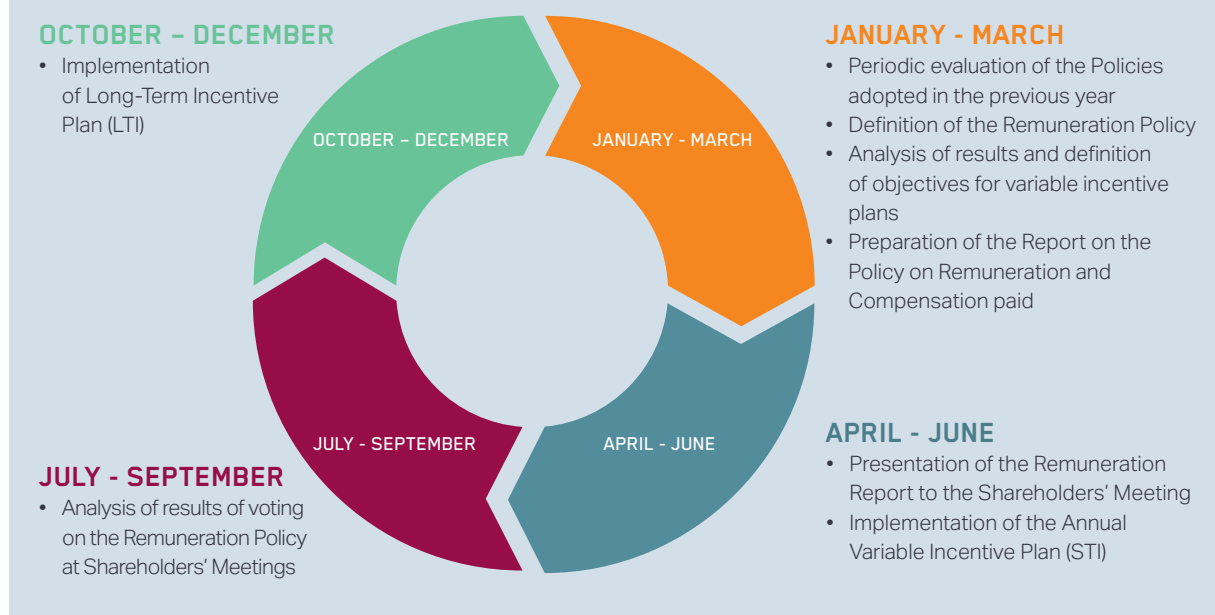 OCTOBER – DECEMBER
• Implementation
of Long-Term Incentive
Plan (LTI)
JANUARY - MARCH
• Periodic evaluation of the Policies
adopted in the previous year
• Definition of the Remuneration Policy
• Analysis of results and definition
of objectives for variable incentive
plans
• Preparation of the Report on the
Policy on Remuneration and
Compensation paid
OCTOBER – DECEMBER
JANUARY - MARCH
JULY - SEPTEMBER
APRIL - JUNE
JULY - SEPTEMBER
• Analysis of results of voting
on the Remuneration Policy
at Shareholders’ Meetings
APRIL - JUNE
• Presentation of the Remuneration
Report to the Shareholders’ Meeting
• Implementation of the Annual
Variable Incentive Plan (STI)